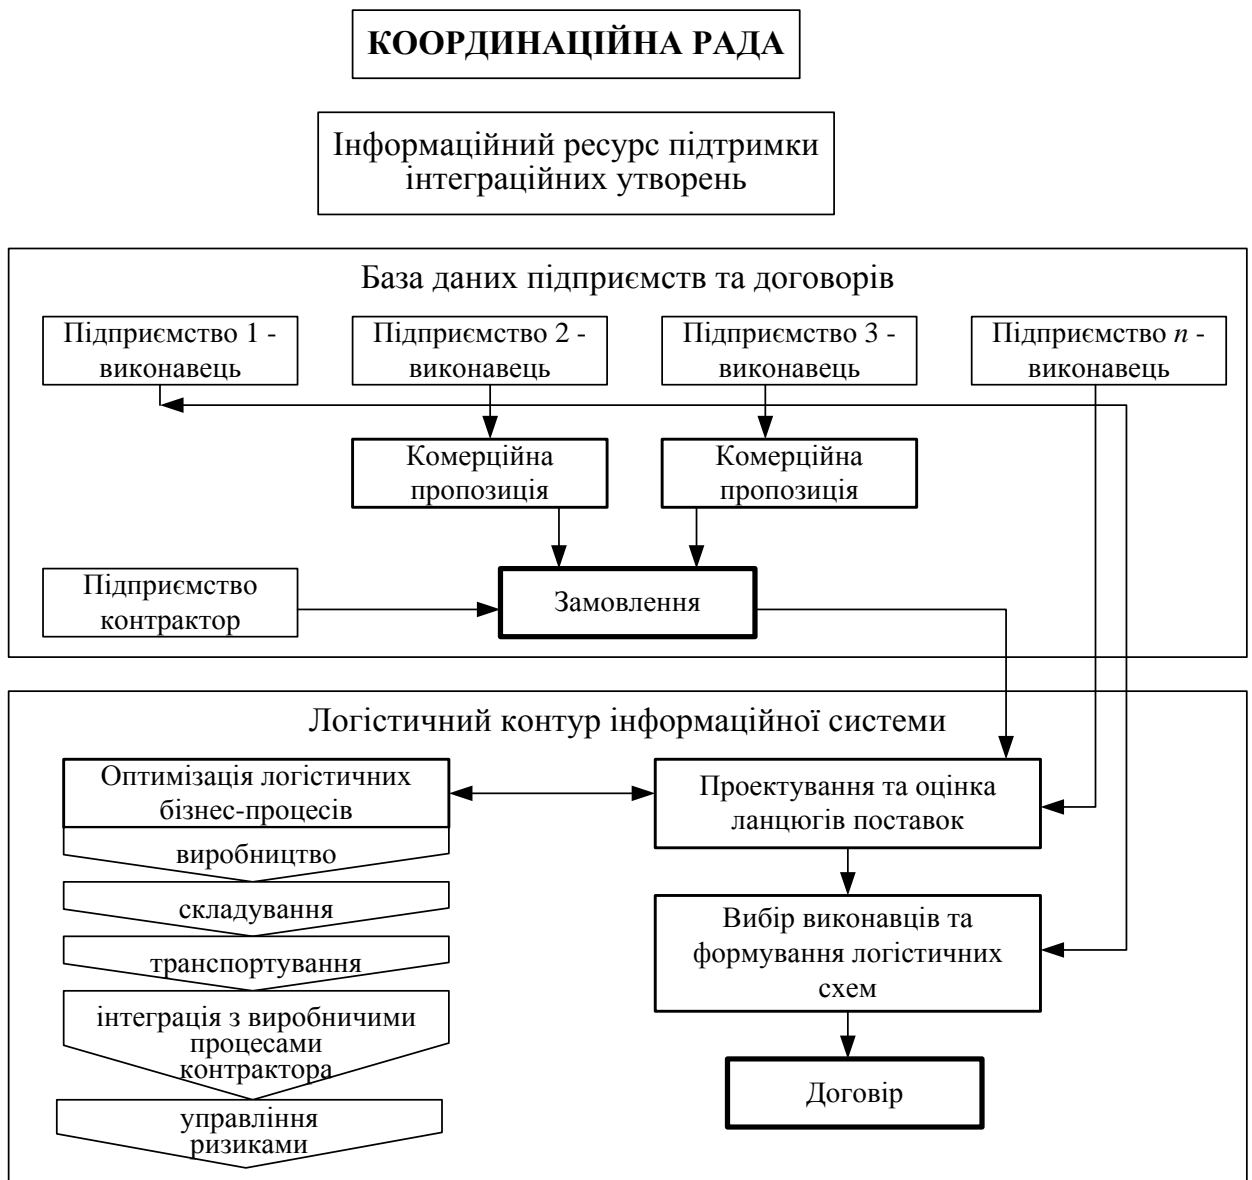 КООРДИНАЦІЙНА РАДА
Інформаційний ресурс підтримки
інтеграційних утворень
База даних підприємств та договорів
Підприємство 1 -
виконавець
Підприємство 2 -
виконавець
Підприємство 3 -
виконавець
Підприємство n -
виконавець
Комерційна
пропозиція
Комерційна
пропозиція
Підприємство
контрактор
Замовлення
Логістичний контур інформаційної системи
Оптимізація логістичних
бізнес-процесів
виробництво
складування
транспортування
інтеграція з виробничими
процесами
контрактора
управління
ризиками
Проектування та оцінка
ланцюгів поставок
Вибір виконавців та
формування логістичних
схем
Договір